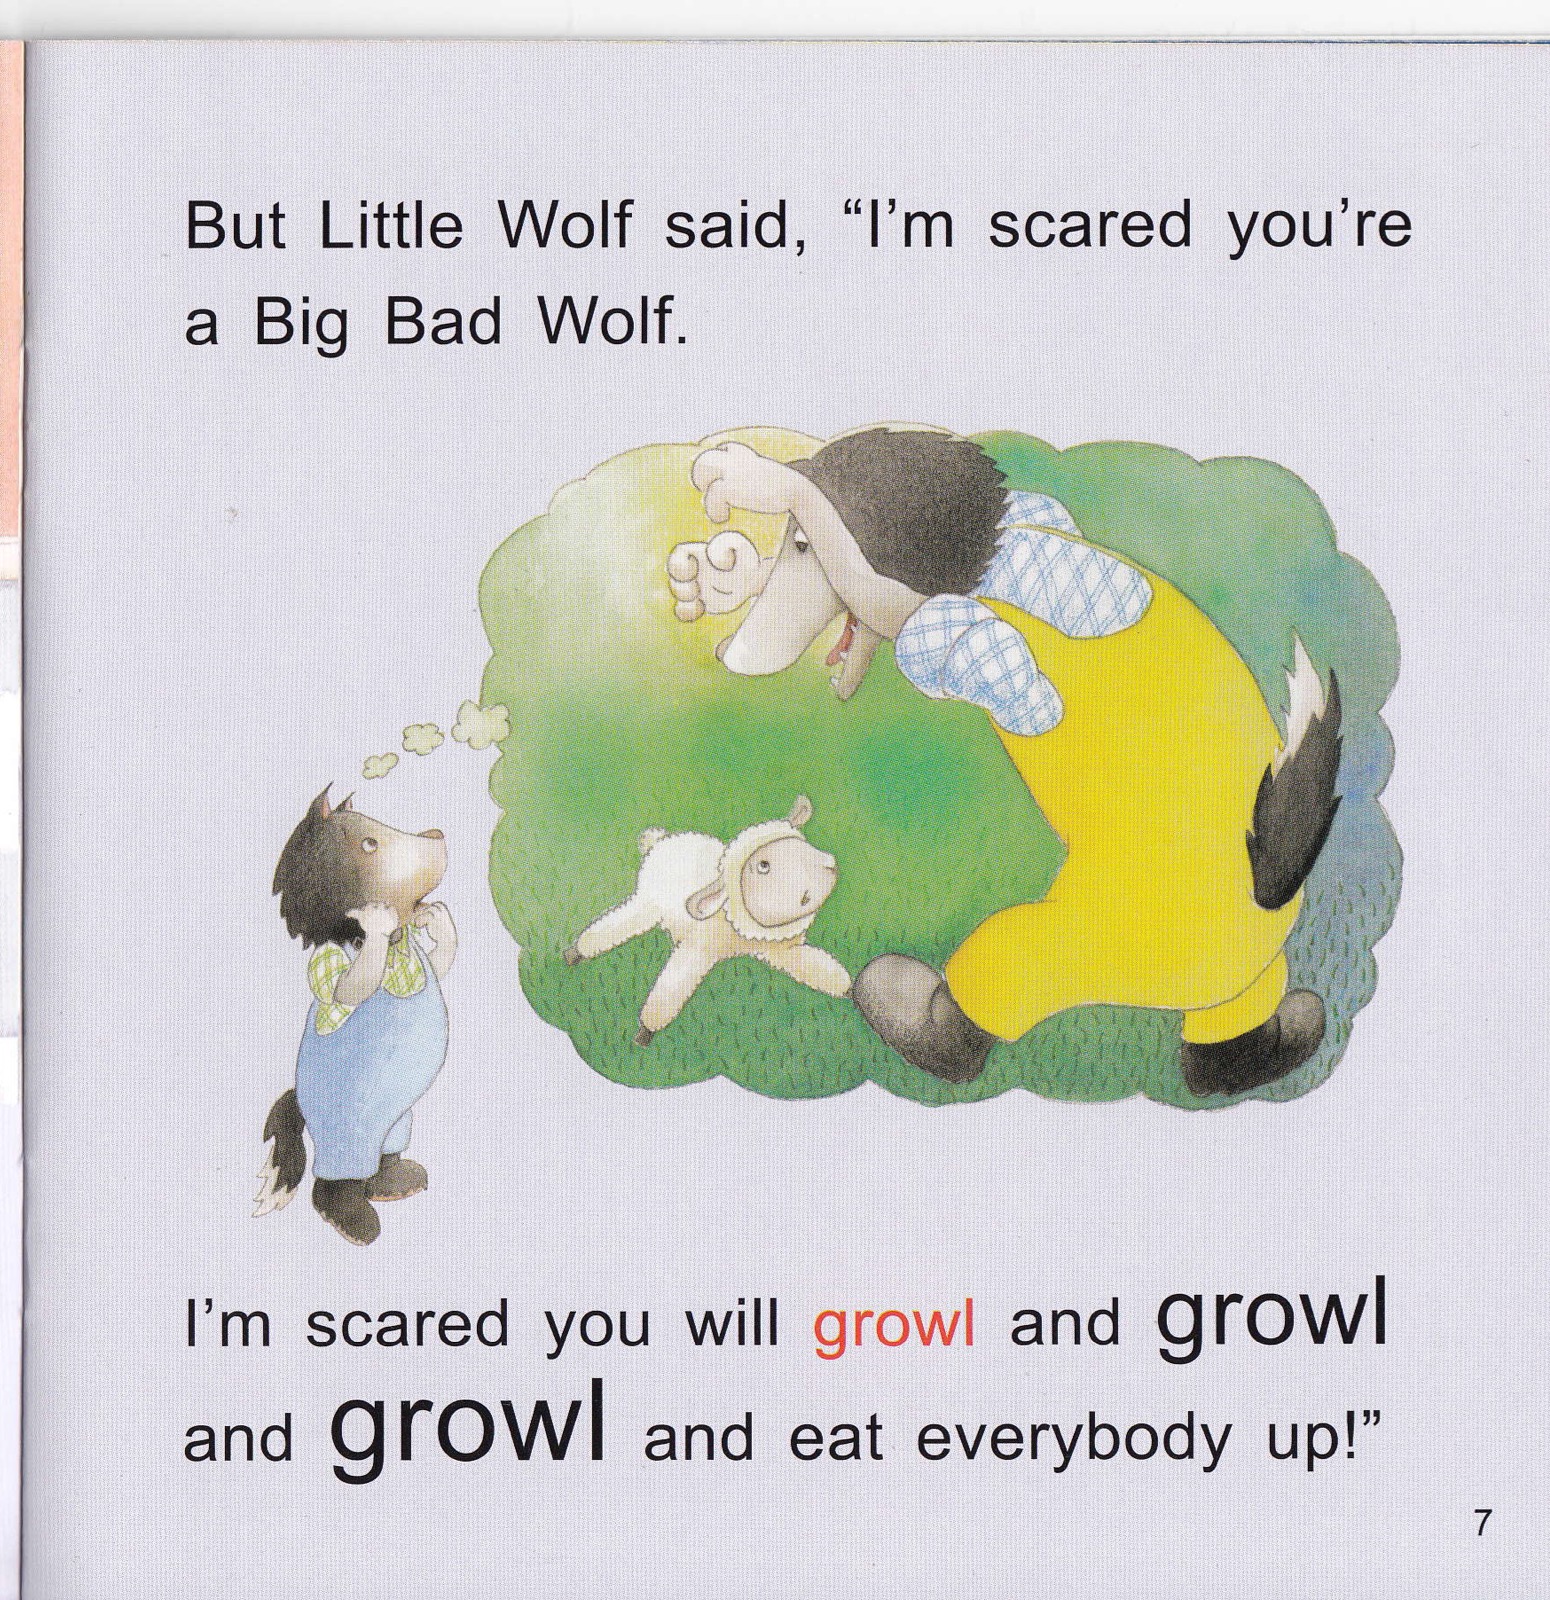 But Little Wolf said, “I’m scared you’re
a Big Bad Wolf.
I’m scared you will growl and growl
and growl and eat everybody up!”
7